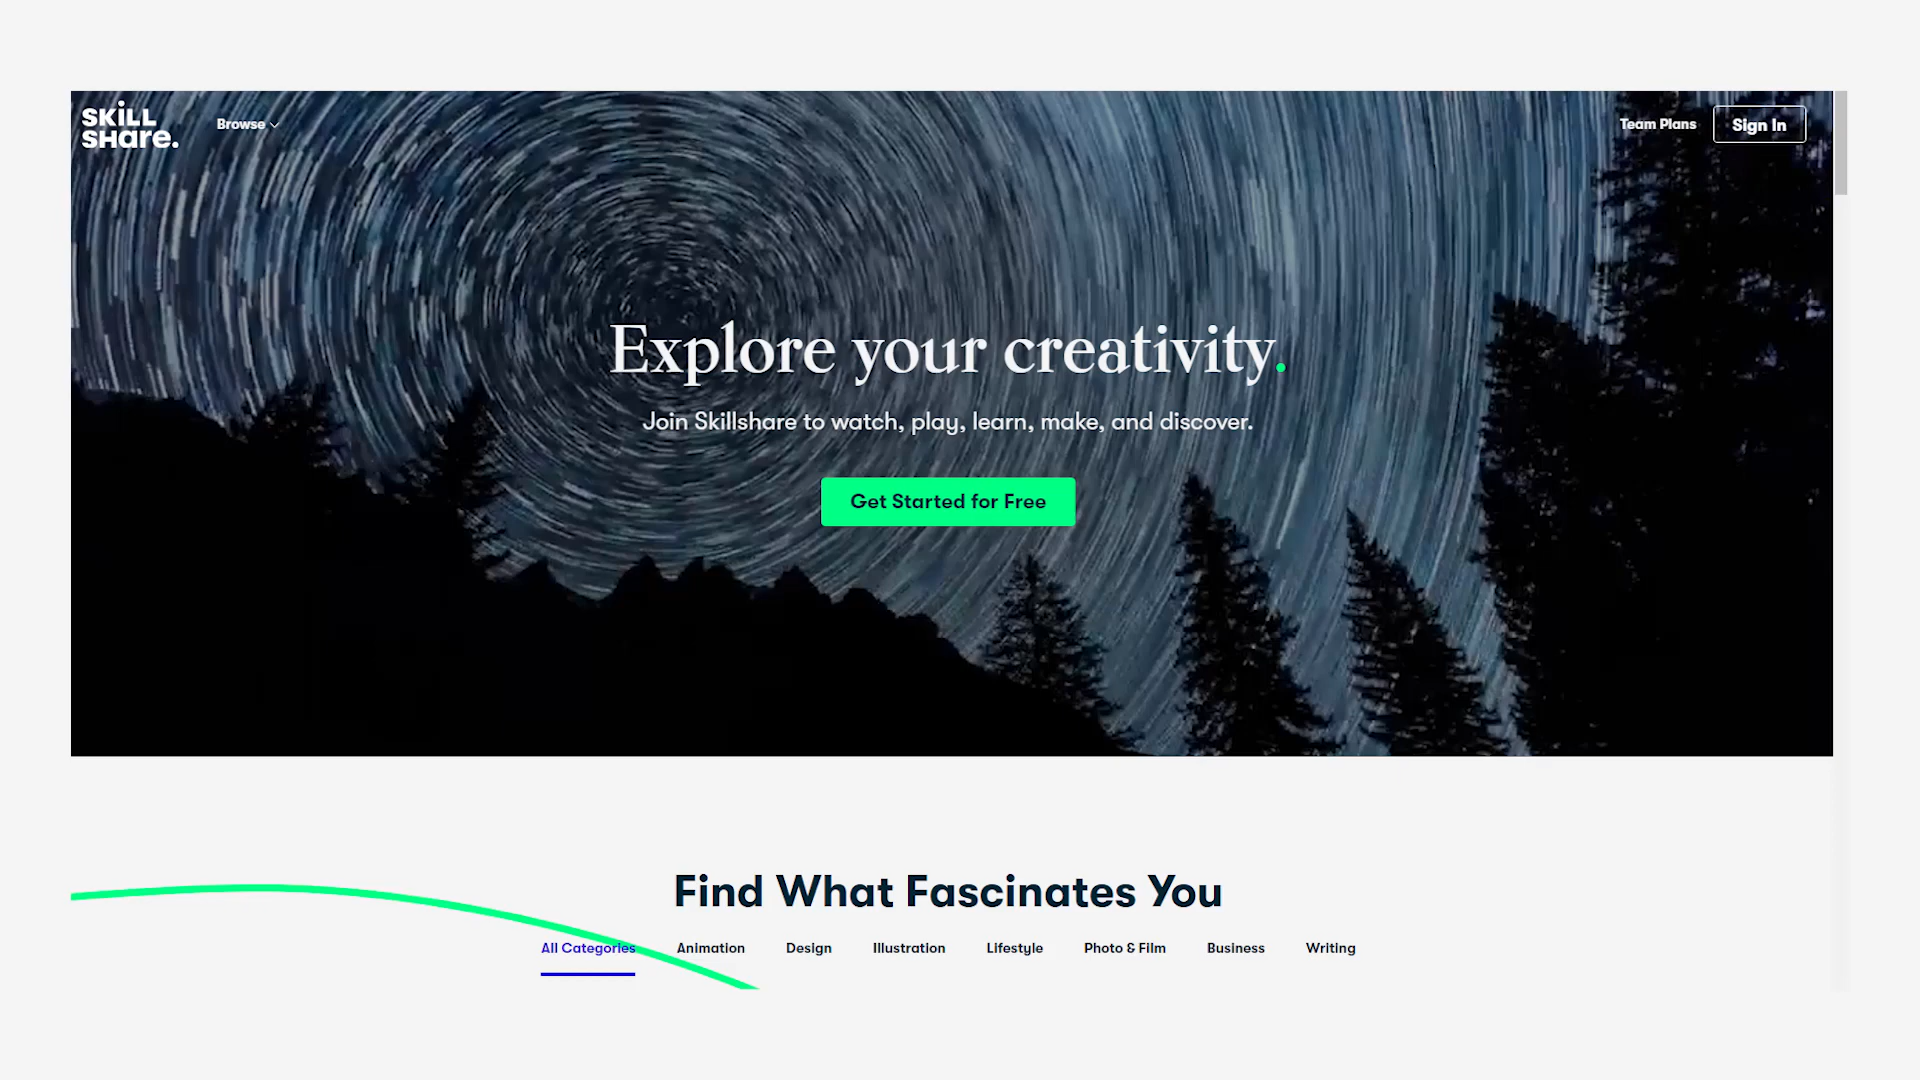 SKILL
SHare.
Browse
Team Plans
Sign In
Explore your creativity.
Join Skillshare to watch, play, learn, make, and discover.
Get Started for Free
Find What Fascinates You
All Categories
Animation
Design
Illustration
Lifestyle
Photo & Film
Business
Writing